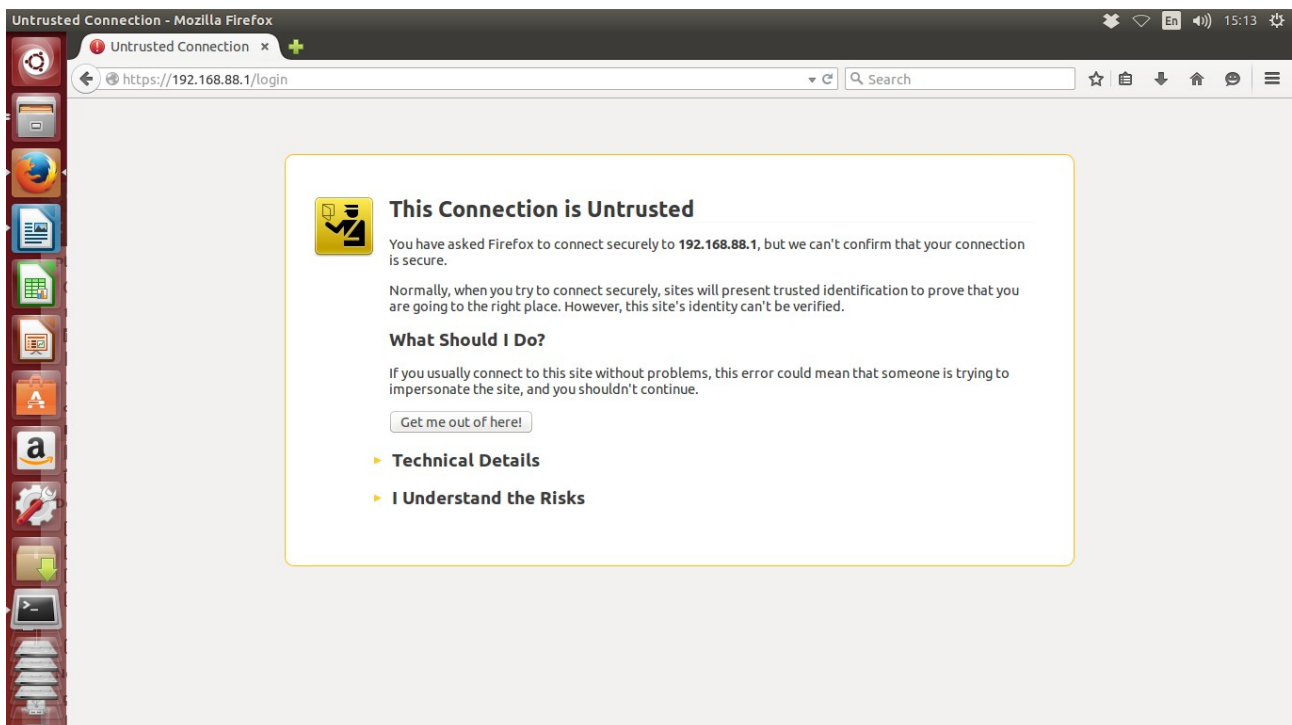 Untrusted Connection - Mozilla Firefox
En
15:13
Untrusted Connection ×
https://192.168.88.1/login
Search
This Connection is Untrusted
You have asked Firefox to connect securely to 192.168.88.1, but we can't confirm that your connection
is secure.
Normally, when you try to connect securely, sites will present trusted identification to prove that you
are going to the right place. However, this site's identity can't be verified.
What Should I Do?
If you usually connect to this site without problems, this error could mean that someone is trying to
impersonate the site, and you shouldn't continue.
Get me out of here!
Technical Details
I Understand the Risks
a
>_